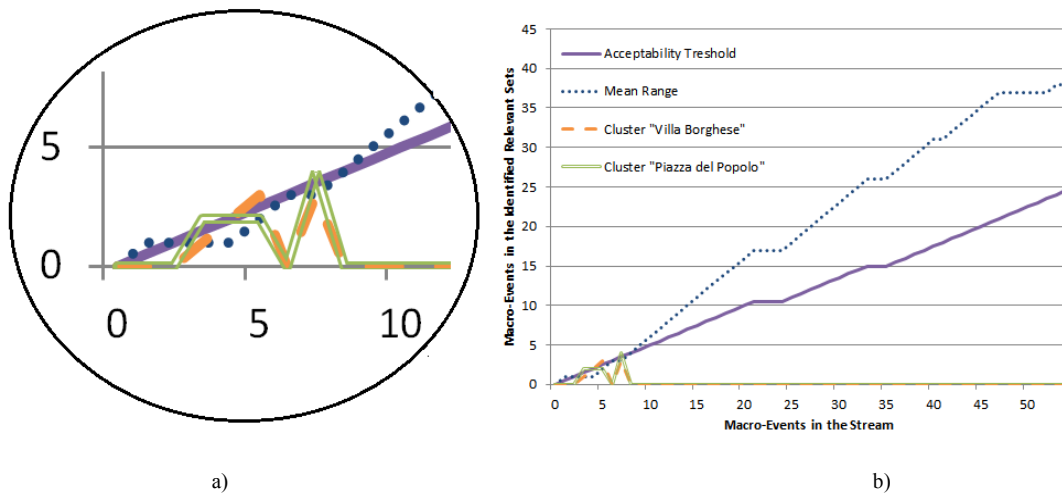 5
0
0 5 10
a)
45
40
35
30
25
20
15
10
5
0
Acceptability Treshold
Mean Range
Cluster "Villa Borghese"
Cluster "Piazza del Popolo"
Macro-Events in the Identified Relevant Sets
0 5 10 15 20 25 30 35 40 45 50
Macro-Events in the Stream
b)